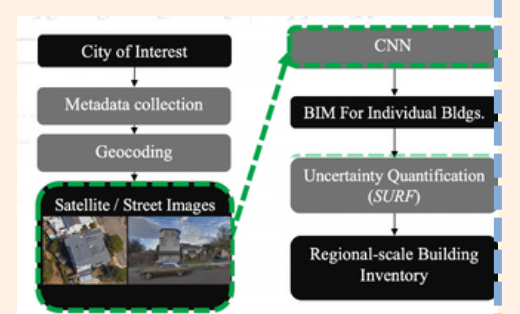 City of Interest
Metadata collection
Geocoding
Satellite / Street Images
CNN
BIM For Individual Bldgs.
Uncertainty Quantification
(SURF)
Regional-scale Building
Inventory